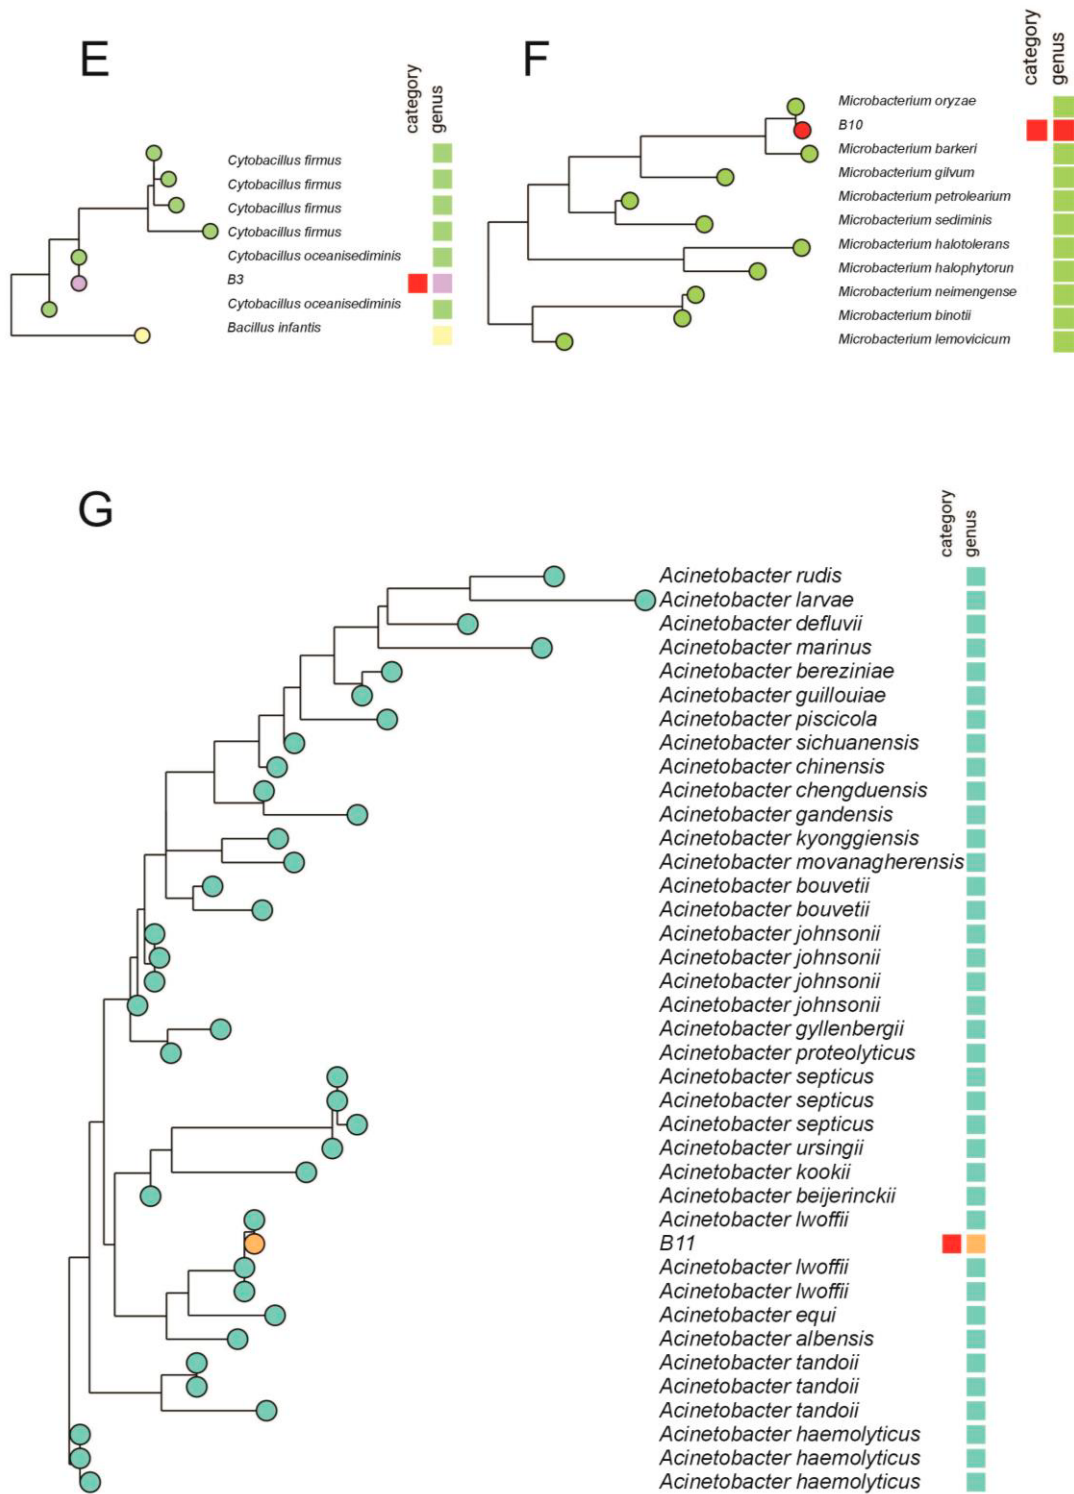 E
category
genus
Cytobacillus firmus
Cytobacillus firmus
Cytobacillus firmus
Cytobacillus firmus
Cytobacillus oceanisediminis
B3
Cytobacillus oceanisediminis
Bacillus infantis
F
category
genus
Microbacterium oryzae
B10
Microbacterium barkeri
Microbacterium gilvum
Microbacterium petrolearium
Microbacterium sediminis
Microbacterium halotolerans
Microbacterium halophytorun
Microbacterium neimengense
Microbacterium binotii
Microbacterium lemovicicum
G
category
genus
Acinetobacter rudis
Acinetobacter larvae
Acinetobacter defluvii
Acinetobacter marinus
Acinetobacter bereziniae
Acinetobacter guillouiae
Acinetobacter piscicola
Acinetobacter sichuanensis
Acinetobacter chinensis
Acinetobacter chengduensis
Acinetobacter gandensis
Acinetobacter kyonggiensis
Acinetobacter movanagherensis
Acinetobacter bouvetii
Acinetobacter bouvetii
Acinetobacter johnsonii
Acinetobacter johnsonii
Acinetobacter johnsonii
Acinetobacter johnsonii
Acinetobacter gyllenbergii
Acinetobacter proteolyticus
Acinetobacter septicus
Acinetobacter septicus
Acinetobacter septicus
Acinetobacter ursingii
Acinetobacter kookii
Acinetobacter beijerinckii
Acinetobacter lwoffii
B11
Acinetobacter lwoffii
Acinetobacter lwoffii
Acinetobacter equi
Acinetobacter albensis
Acinetobacter tandoii
Acinetobacter tandoii
Acinetobacter tandoii
Acinetobacter haemolyticus
Acinetobacter haemolyticus
Acinetobacter haemolyticus